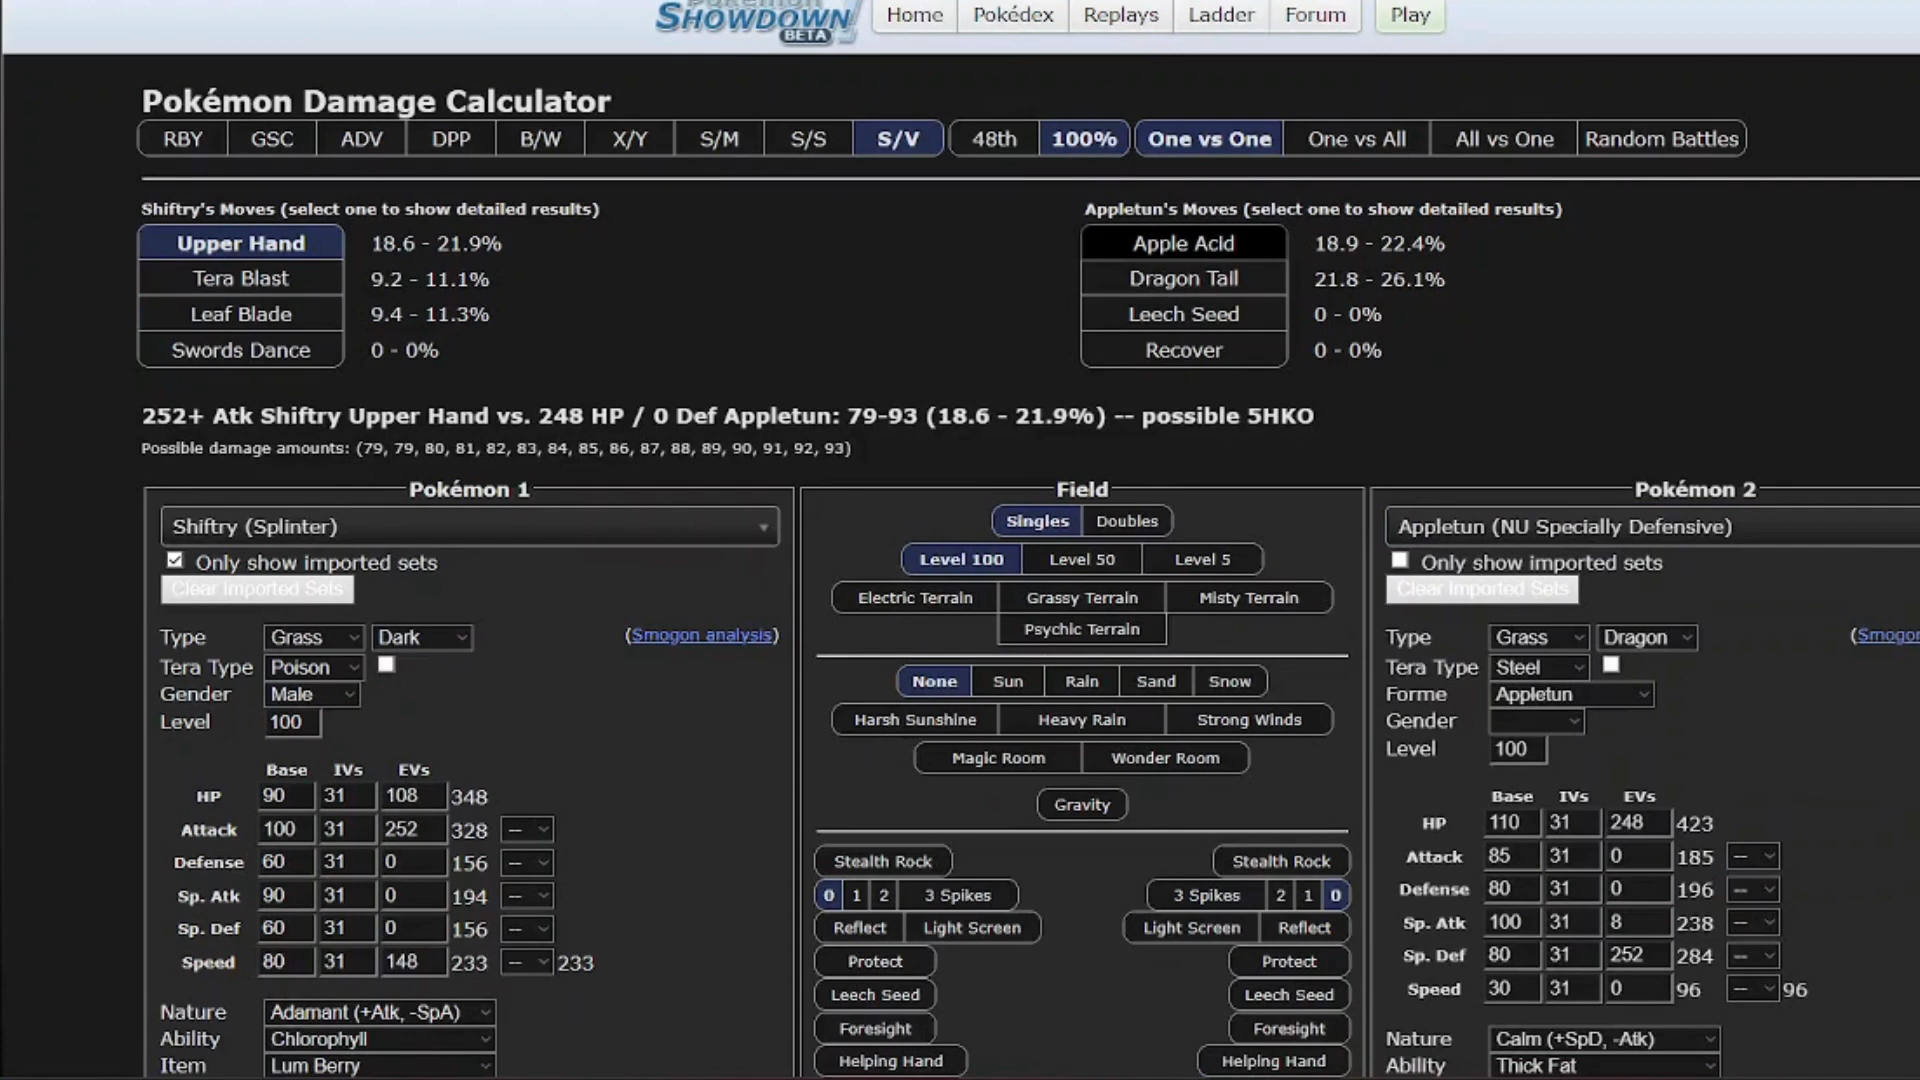 Pokémon
SHOWDOWN
BETA
Home Pokédex Replays Ladder Forum Play
Pokémon Damage Calculator
RBY GSC ADV DPP B/W X/Y S/M S/S S/V 48th 100% One vs One One vs All All vs One Random Battles
Shiftry's Moves (select one to show detailed results) Appletun's Moves (select one to show detailed results)
Upper Hand 18.6 - 21.9% Apple Acid 18.9 - 22.4%
Tera Blast 9.2 - 11.1% Dragon Tail 21.8 - 26.1%
Leaf Blade 9.4 - 11.3% Leech Seed 0 - 0%
Swords Dance 0 - 0% Recover 0 - 0%
252+ Atk Shiftry Upper Hand vs. 248 HP / 0 Def Appletun: 79-93 (18.6 - 21.9%) -- possible 5HKO
Possible damage amounts: (79, 79, 80, 81, 82, 83, 84, 85, 86, 87, 88, 89, 90, 91, 92, 93)
Pokémon 1
Shiftry (Splinter)
Only show imported sets
Clear Imported Sets
Type Grass Dark (Smogon analysis)
Tera Type Poison
Gender Male
Level 100
Base IVs EVs
HP 90 31 108 348
Attack 100 31 252 328 --
Defense 60 31 0 156 --
Sp. Atk 90 31 0 194 --
Sp. Def 60 31 0 156 --
Speed 80 31 148 233 -- 233
Nature Adamant (+Atk, -SpA)
Ability Chlorophyll
Item Lum Berry
Field
Singles Doubles
Level 100 Level 50 Level 5
Electric Terrain Grassy Terrain Misty Terrain
Psychic Terrain
None Sun Rain Sand Snow
Harsh Sunshine Heavy Rain Strong Winds
Magic Room Wonder Room
Gravity
Stealth Rock Stealth Rock
0 1 2 3 Spikes 3 Spikes 2 1 0
Reflect Light Screen Light Screen Reflect
Protect Protect
Leech Seed Leech Seed
Foresight Foresight
Helping Hand Helping Hand
Pokémon 2
Appletun (NU Specially Defensive)
Only show imported sets
Clear Imported Sets
Type Grass Dragon (Smogon
Tera Type Steel
Forme Appletun
Gender
Level 100
Base IVs EVs
HP 110 31 248 423
Attack 85 31 0 185 --
Defense 80 31 0 196 --
Sp. Atk 100 31 8 238 --
Sp. Def 80 31 252 284 --
Speed 30 31 0 96 -- 96
Nature Calm (+SpD, -Atk)
Ability Thick Fat